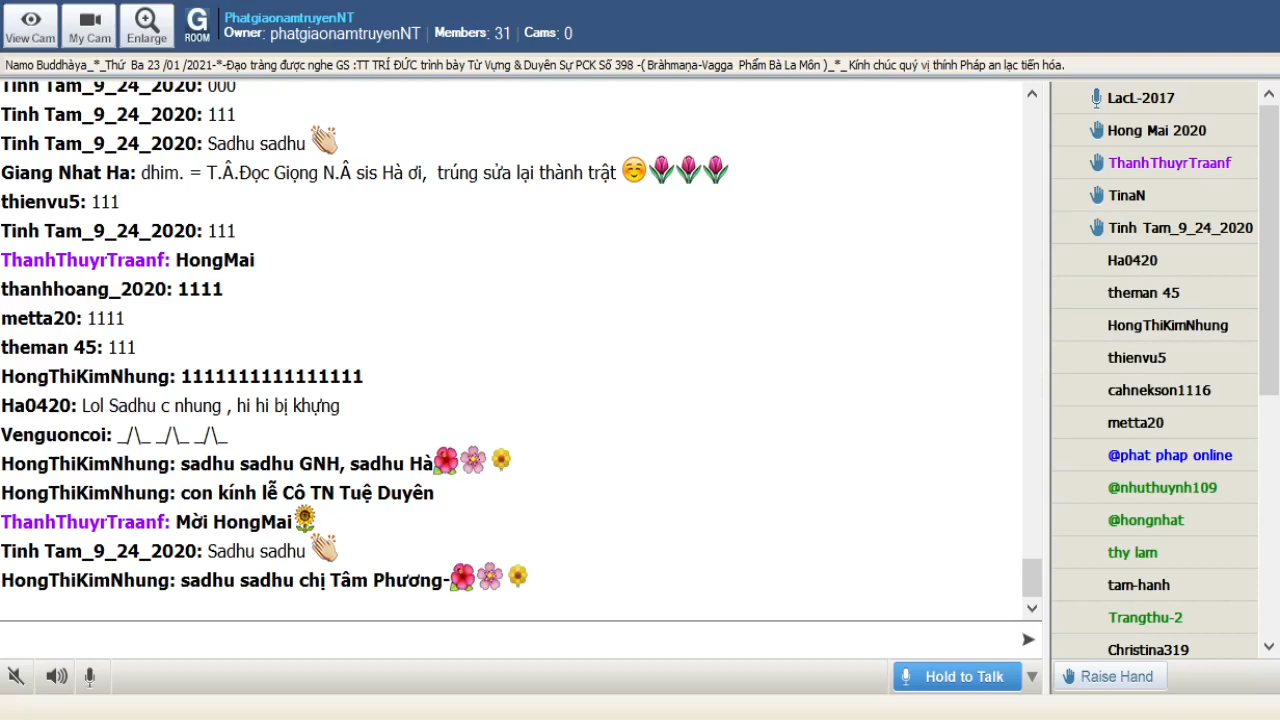 View Cam
My Cam
Enlarge
G
ROOM
PhatgiaonamtruyenNT
Owner: phatgiaonamtruyenNT | Members: 31 | Cams: 0
Namo Buddhàya_*_Thứ Ba 23 /01 /2021-*-Đạo tràng được nghe GS :TT TRÍ ĐỨC trình bày Từ Vựng & Duyên Sự PCK Số 398 -( Bràhmaṇa-Vagga Phẩm Bà La Môn )_*_ Kính chúc quý vị thính Pháp an lạc tiến hóa.
Tinh Tam_9_24_2020: 000
Tinh Tam_9_24_2020: 111
Tinh Tam_9_24_2020: Sadhu sadhu
Giang Nhat Ha: dhim. = T.Â.Đọc Giọng N.Â sis Hà ơi, trúng sửa lại thành trật
thienvu5: 111
Tinh Tam_9_24_2020: 111
ThanhThuyrTraanf: HongMai
thanhhoang_2020: 1111
metta20: 1111
theman 45: 111
HongThiKimNhung: 1111111111111111
Ha0420: Lol Sadhu c nhung , hi hi bị khựng
Venguoncoi: _/\_ _/\_ _/\_
HongThiKimNhung: sadhu sadhu GNH, sadhu Hà
HongThiKimNhung: con kính lễ Cô TN Tuệ Duyên
ThanhThuyrTraanf: Mời HongMai
Tinh Tam_9_24_2020: Sadhu sadhu
HongThiKimNhung: sadhu sadhu chị Tâm Phương-
Hold to Talk
LacL-2017
Hong Mai 2020
ThanhThuyrTraanf
TinaN
Tinh Tam_9_24_2020
Ha0420
theman 45
HongThiKimNhung
thienvu5
cahnekson1116
metta20
@phat phap online
@nhuthuynh109
@hongnhat
thy lam
tam-hanh
Trangthu-2
Christina319
Raise Hand